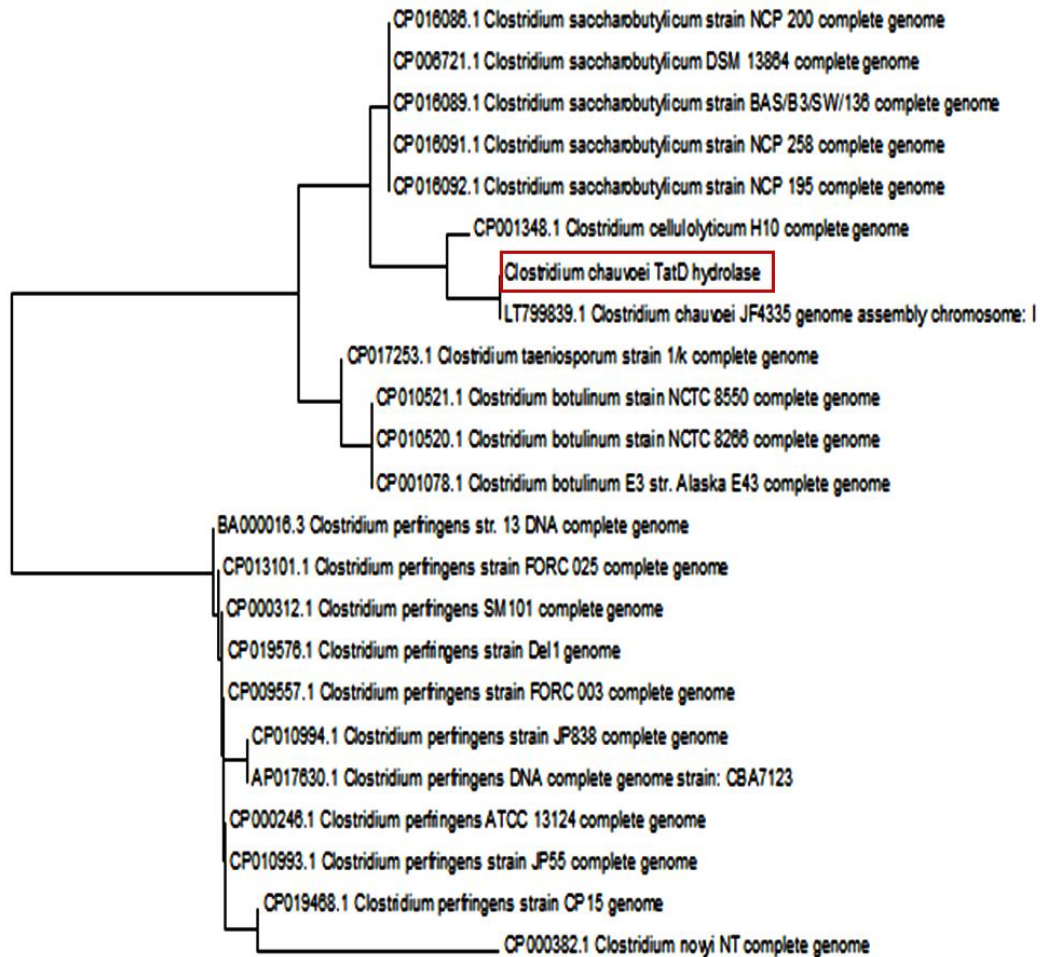 CP016086.1 Clostridium saccharobutylicum strain NCP 200 complete genome
CP006721.1 Clostridium saccharobutylicum DSM 13864 complete genome
CP016089.1 Clostridium saccharobutylicum strain BAS/B3/SW/136 complete genome
CP016091.1 Clostridium saccharobutylicum strain NCP 258 complete genome
CP016092.1 Clostridium saccharobutylicum strain NCP 195 complete genome
CP001348.1 Clostridium cellulolyticum H10 complete genome
Clostridium chauvoei TatD hydrolase
LT799839.1 Clostridium chauvoei JF4335 genome assembly chromosome: I
CP017253.1 Clostridium taeniosporum strain 1/k complete genome
CP010521.1 Clostridium botulinum strain NCTC 8550 complete genome
CP010520.1 Clostridium botulinum strain NCTC 8266 complete genome
CP001078.1 Clostridium botulinum E3 str. Alaska E43 complete genome
BA000016.3 Clostridium perfringens str. 13 DNA complete genome
CP013101.1 Clostridium perfringens strain FORC 025 complete genome
CP000312.1 Clostridium perfringens SM101 complete genome
CP019576.1 Clostridium perfringens strain Del1 genome
CP009557.1 Clostridium perfringens strain FORC 003 complete genome
CP010994.1 Clostridium perfringens strain JP838 complete genome
AP017630.1 Clostridium perfringens DNA complete genome strain: CBA7123
CP000246.1 Clostridium perfringens ATCC 13124 complete genome
CP010993.1 Clostridium perfringens strain JP55 complete genome
CP019468.1 Clostridium perfringens strain CP15 genome
CP000382.1 Clostridium novyi NT complete genome